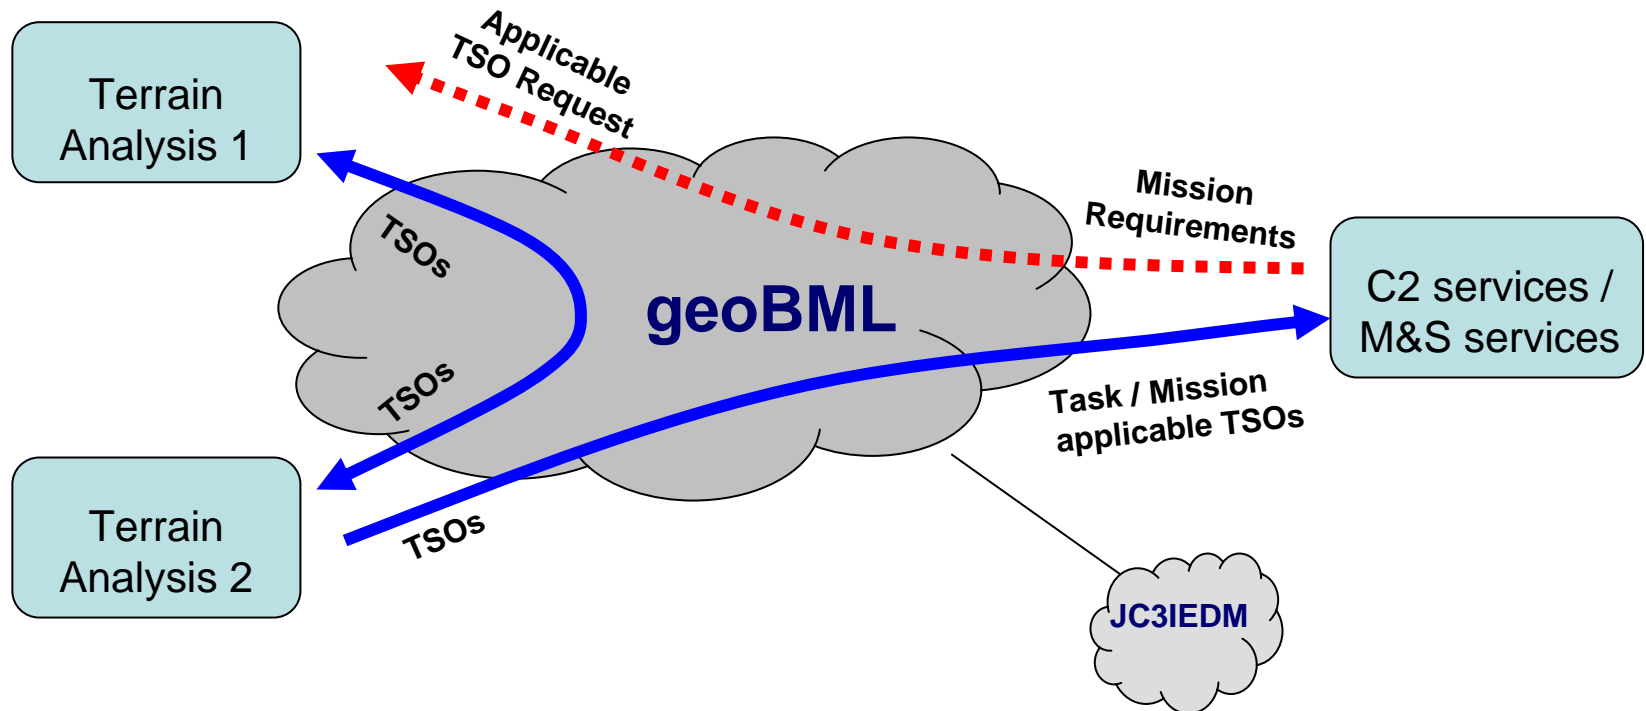 Applicable
TSO Request
Terrain
Analysis 1
Mission
Requirements
TSOs
geoBML
C2 services /
M&S services
TSOs
Task / Mission
applicable TSOs
Terrain
Analysis 2
TSOs
JC3IEDM